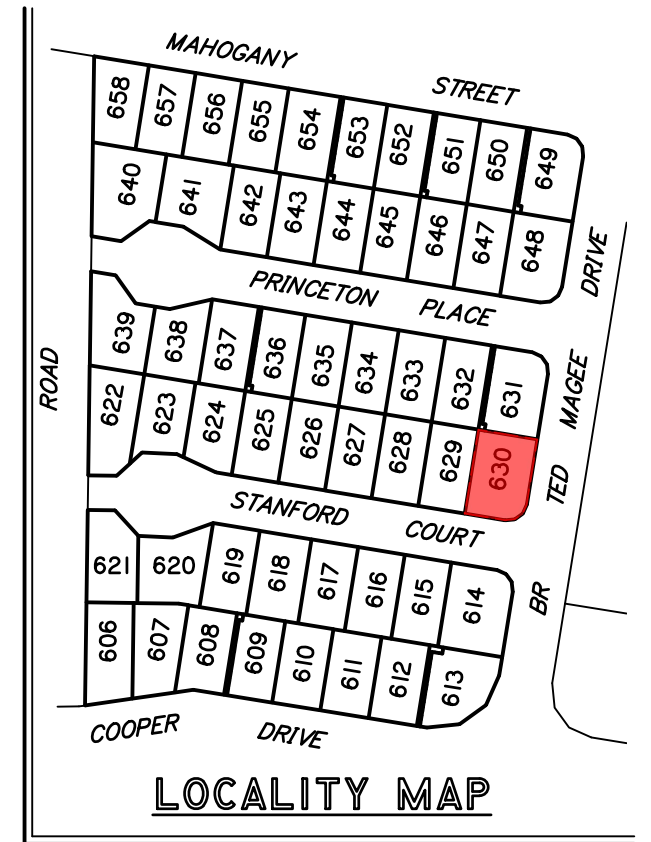 MAHOGANY STREET
658 657 656 655 654 653 652 651 650 649
640 641 642 643 644 645 646 647 648
DRIVE
PRINCETON PLACE
639 638 637 636 635 634 633 632 631
MAGEE
ROAD
622 623 624 625 626 627 628 629 630
TED
STANFORD COURT
621 620 619 618 617 616 615 614
BR
606 607 608 609 610 611 612 613
COOPER DRIVE
LOCALITY MAP